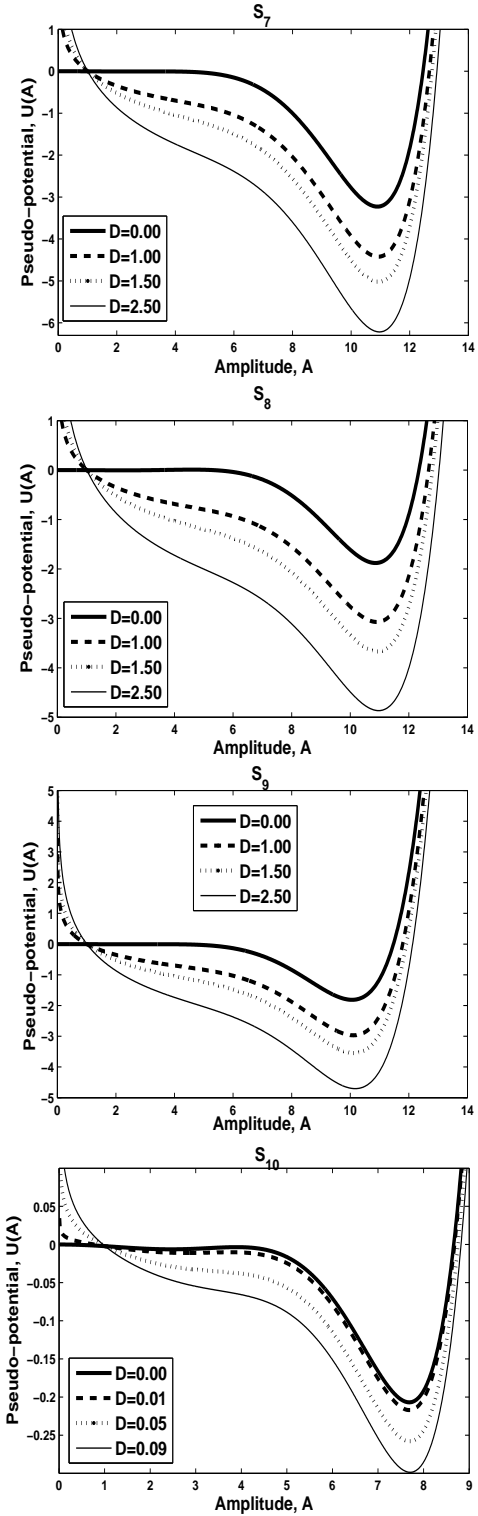 S7
Pseudo−potential, U(A)
1
0
−1
−2
−3
−4
−5
−6
D=0.00
D=1.00
D=1.50
D=2.50
0 2 4 6 8 10 12 14
Amplitude, A
S8
Pseudo−potential, U(A)
1
0
−1
−2
−3
−4
−5
D=0.00
D=1.00
D=1.50
D=2.50
0 2 4 6 8 10 12 14
Amplitude, A
S9
Pseudo−potential, U(A)
5
4
3
2
1
0
−1
−2
−3
−4
−5
D=0.00
D=1.00
D=1.50
D=2.50
0 2 4 6 8 10 12 14
Amplitude, A
S10
Pseudo−potential, U(A)
0.05
0
−0.05
−0.1
−0.15
−0.2
−0.25
D=0.00
D=0.01
D=0.05
D=0.09
0 1 2 3 4 5 6 7 8 9
Amplitude, A